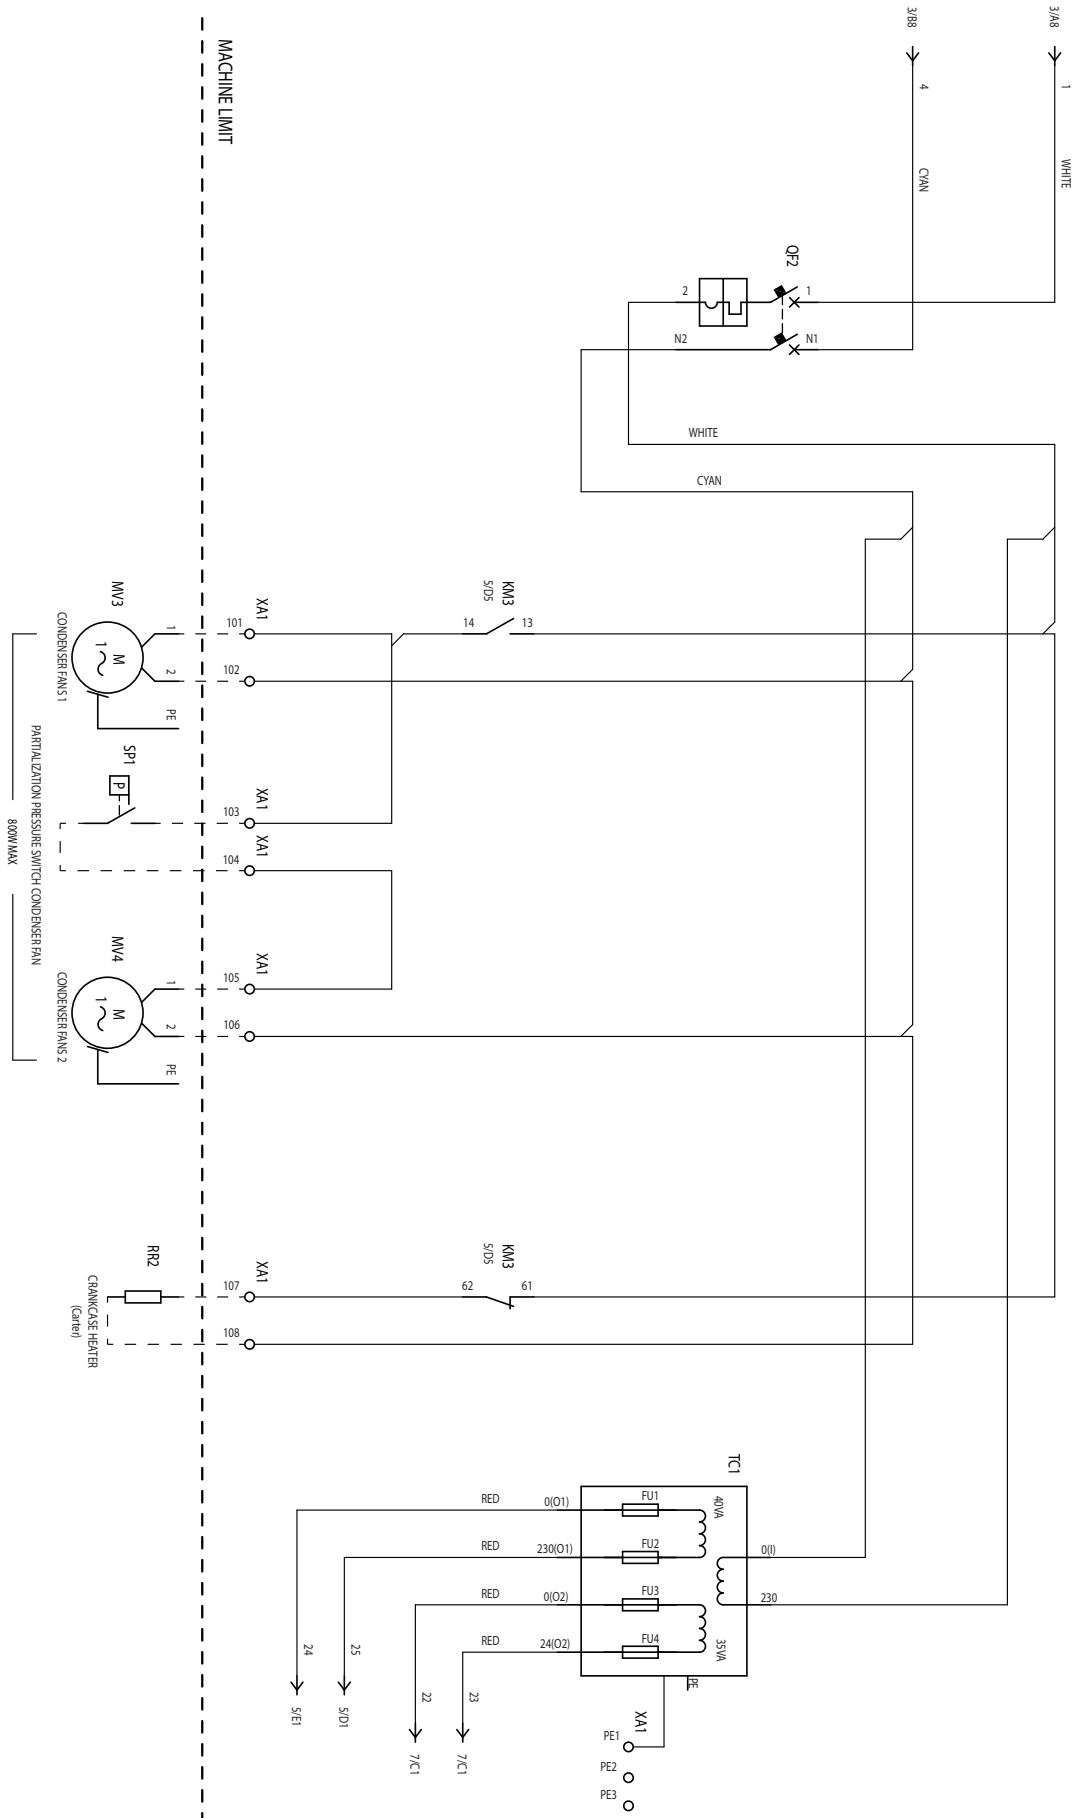 3/B8
3/A8
4
1
CYAN
WHITE
MACHINE LIMIT
QF2
2
1
N2
N1
WHITE
CYAN
MV3
CONDENSER FANS 1
M
1
1
2
PE
XA1
101
102
KM3
5/D5
14
13
SP1
P
PARTIALIZATION PRESSURE SWITCH CONDENSER FAN
800W MAX
XA1
103
XA1
104
MV4
CONDENSER FANS 2
M
1
1
2
PE
XA1
105
106
RR2
CRANKCASE HEATER
(Carter)
XA1
107
108
KM3
5/D5
62
61
TC1
40VA
35VA
FU1
FU2
FU3
FU4
RED
0(O1)
RED
230(O1)
RED
0(O2)
RED
24(O2)
0(I)
230
PE
24
5/E1
25
5/D1
22
7/C1
23
7/C1
XA1
PE1
PE2
PE3